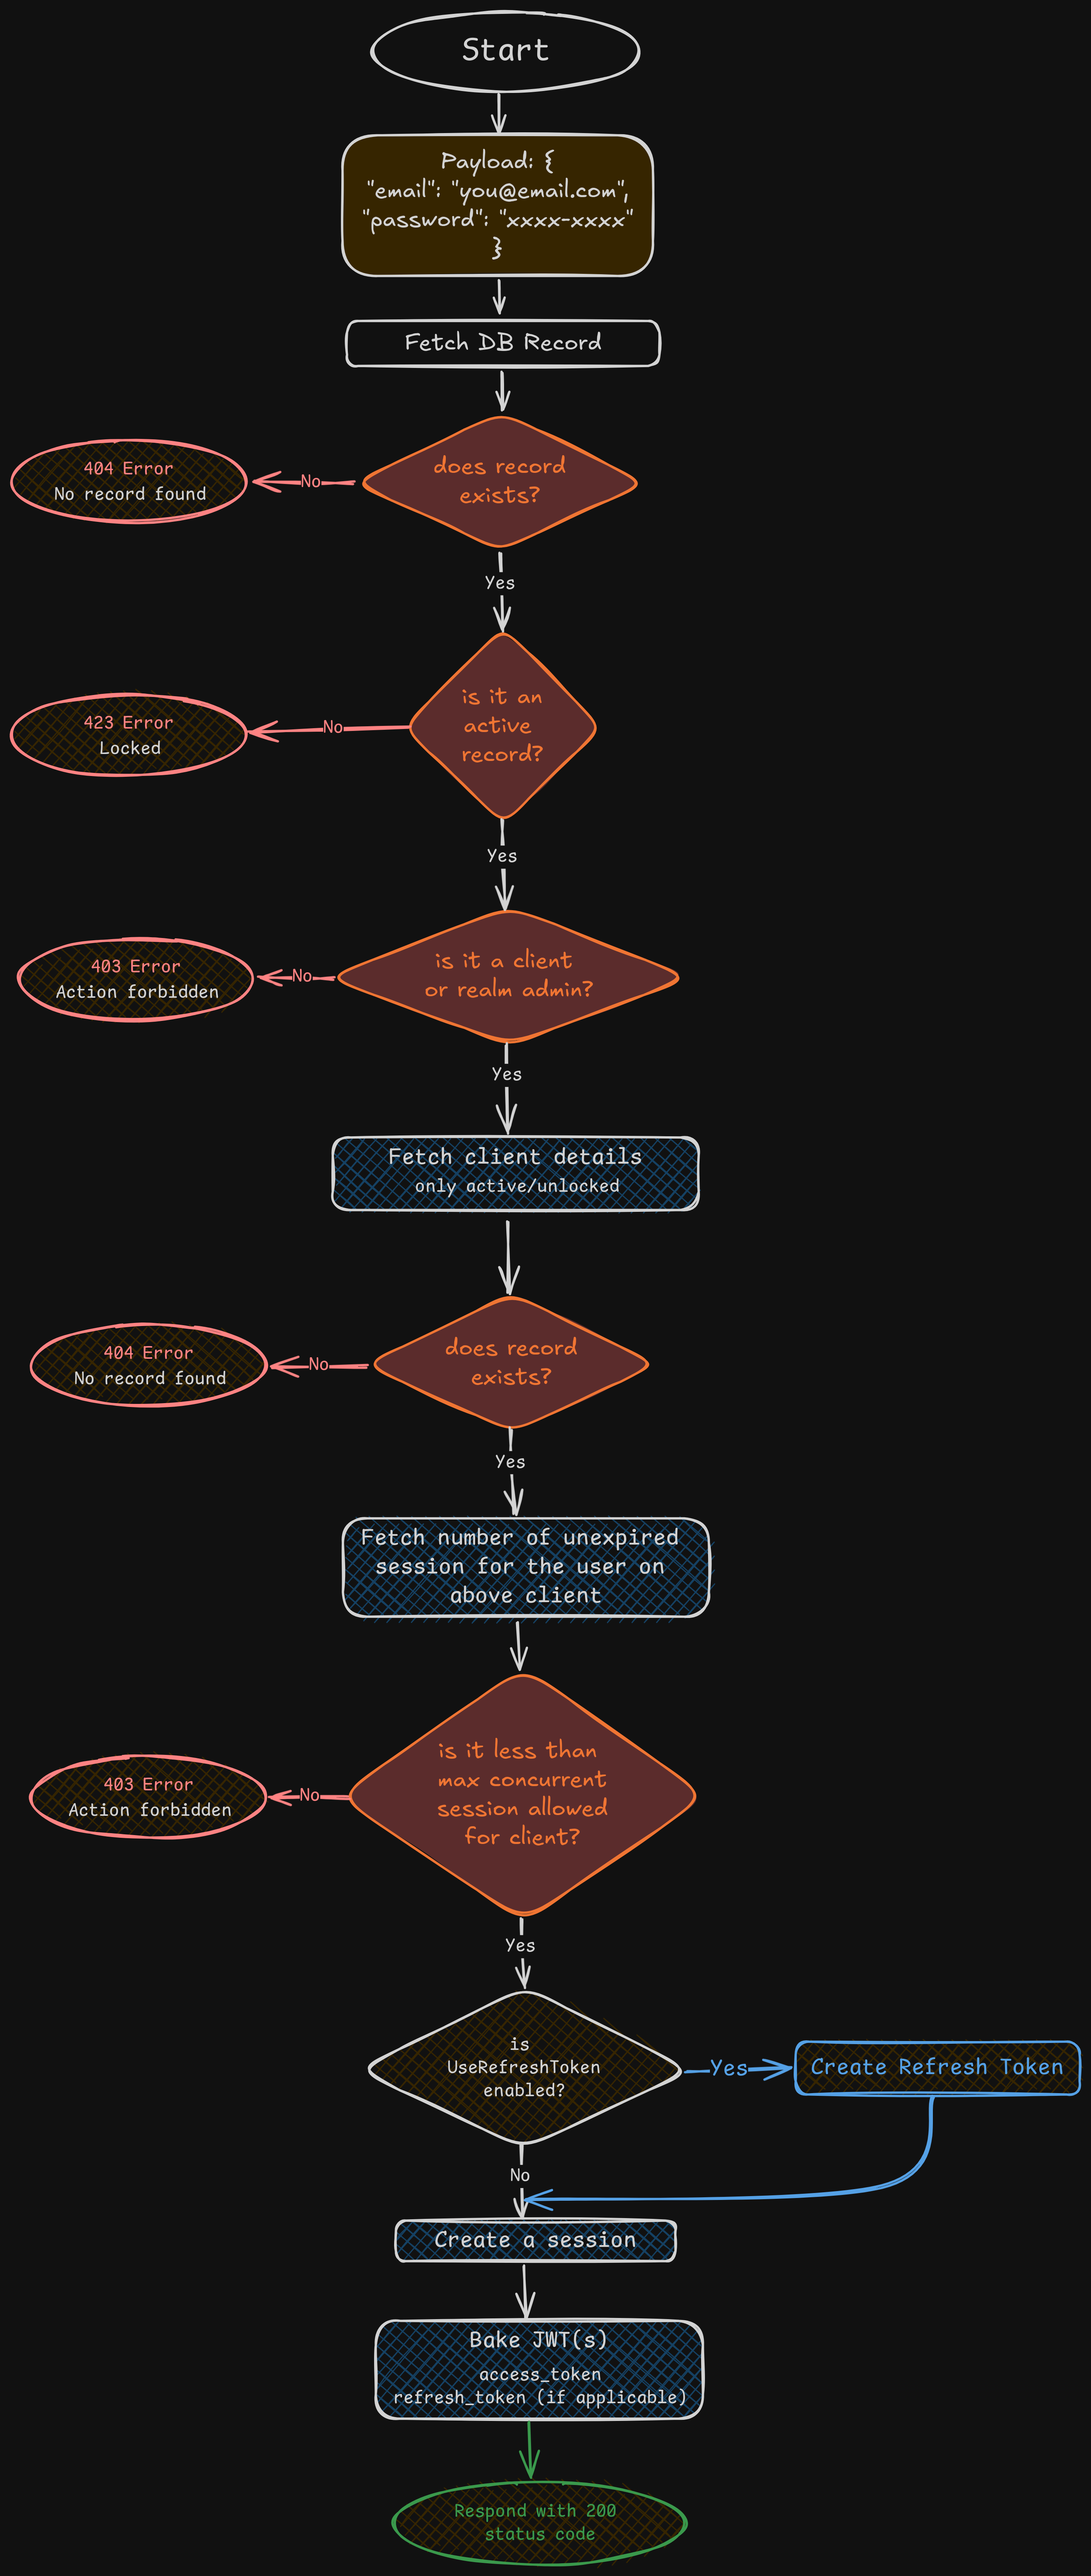 Start
Payload: {
"email": "you@email.com",
"password": "xxxx-xxxx"
}
Fetch DB Record
does record
exists?
No
404 Error
No record found
Yes
is it an
active
record?
No
423 Error
Locked
Yes
is it a client
or realm admin?
No
403 Error
Action forbidden
Yes
Fetch client details
only active/unlocked
does record
exists?
No
404 Error
No record found
Yes
Fetch number of unexpired
session for the user on
above client
is it less than
max concurrent
session allowed
for client?
No
403 Error
Action forbidden
Yes
is
UseRefreshToken
enabled?
Yes
Create Refresh Token
No
Create a session
Bake JWT(s)
access_token
refresh_token (if applicable)
Respond with 200
status code